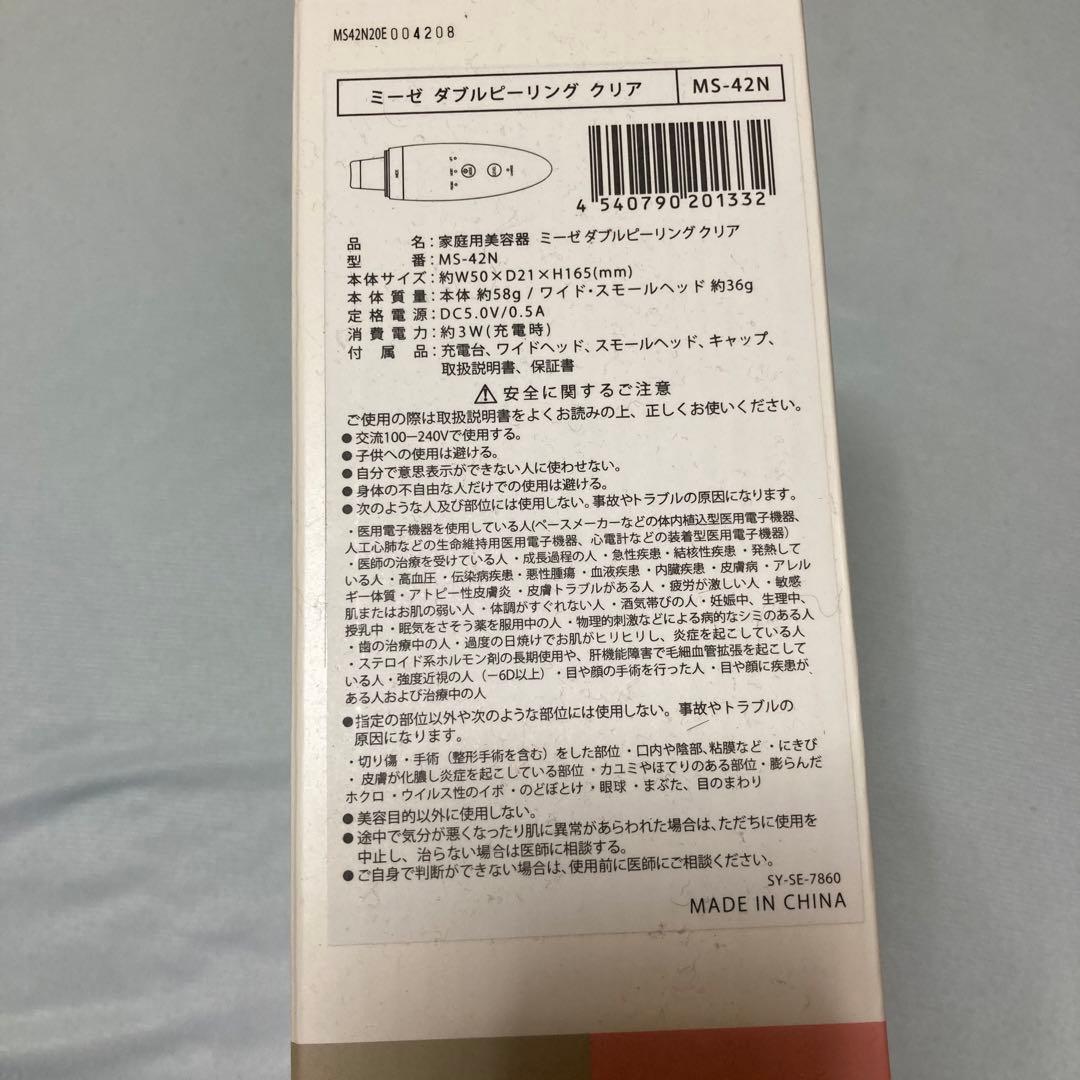 MS42N20E004208
ミーゼ ダブルピーリング クリア MS-42N
4 540790 201332
品名：家庭用美容器 ミーゼ ダブルピーリング クリア
型番：MS-42N
本体サイズ：約W50×D21×H165(mm)
本体質量：本体 約58g / ワイド・スモールヘッド 約36g
定格電源：DC5.0V/0.5A
消費電力：約3W(充電時)
付属品：充電台、ワイドヘッド、スモールヘッド、キャップ、
取扱説明書、保証書
安全に関するご注意
ご使用の際は取扱説明書をよくお読みの上、正しくお使いください。
●交流100ー240Vで使用する。
●子供への使用は避ける。
●自分で意思表示ができない人に使わせない。
●身体の不自由な人だけでの使用は避ける。
●次のような人及び部位には使用しない。事故やトラブルの原因になります。
・医用電子機器を使用している人(ペースメーカーなどの体内植込型医用電子機器、
人工心肺などの生命維持用医用電子機器、心電計などの装着型医用電子機器)
・医師の治療を受けている人・成長過程の人・急性疾患・結核性疾患・発熱して
いる人・高血圧・伝染病疾患・悪性腫瘍・血液疾患・内臓疾患・皮膚病・アレル
ギー体質・アトピー性皮膚炎・皮膚トラブルがある人・疲労が激しい人・敏感
肌またはお肌の弱い人・体調がすぐれない人・酒気帯びの人・妊娠中、生理中、
授乳中・眠気をさそう薬を服用中の人・物理的刺激などによる病的なシミのある人
・歯の治療中の人・過度の日焼けでお肌がヒリヒリし、炎症を起こしている人
・ステロイド系ホルモン剤の長期使用や、肝機能障害で毛細血管拡張を起こして
いる人・強度近視の人（ー6D以上）・目や顔の手術を行った人・目や顔に疾患が
ある人および治療中の人
●指定の部位以外や次のような部位には使用しない。事故やトラブルの
原因になります。
・切り傷・手術（整形手術を含む）をした部位・口内や陰部、粘膜など・にきび
・皮膚が化膿し炎症を起こしている部位・カユミやほてりのある部位・膨らんだ
ホクロ・ウイルス性のイボ・のどぼとけ・眼球・まぶた、目のまわり
●美容目的以外に使用しない。
●途中で気分が悪くなったり肌に異常があらわれた場合は、ただちに使用を
中止し、治らない場合は医師に相談する。
●ご自身で判断ができない場合は、使用前に医師にご相談ください。
SY-SE-7860
MADE IN CHINA